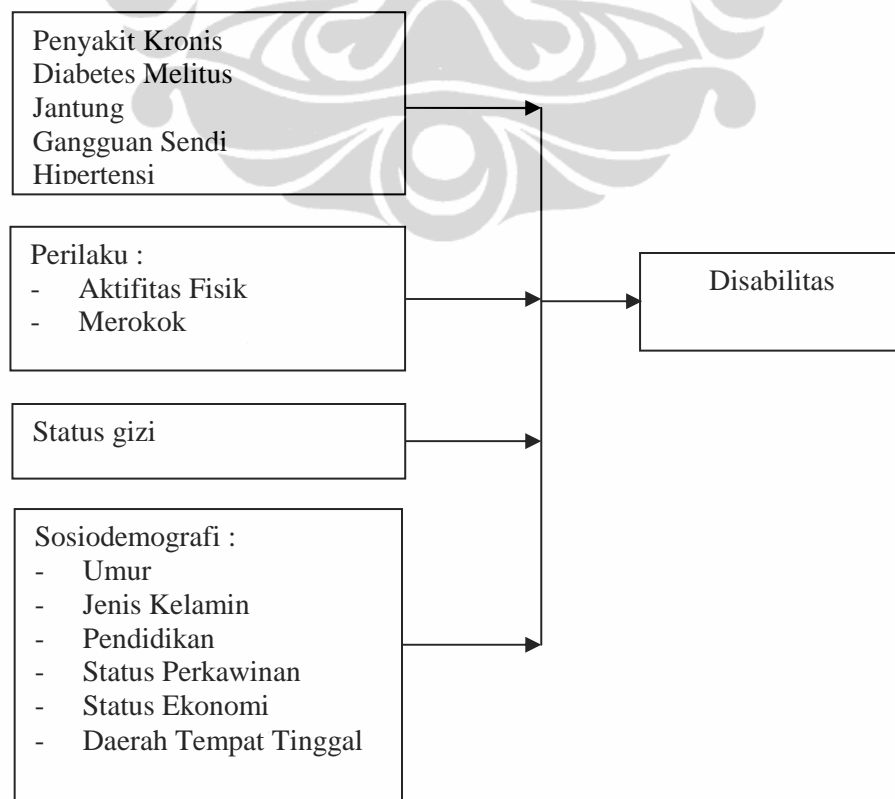 Penyakit Kronis
Diabetes Melitus
Jantung
Gangguan Sendi
Hipertensi
Perilaku :
- Aktifitas Fisik
- Merokok
Disabilitas
Status gizi
Sosiodemografi :
- Umur
- Jenis Kelamin
- Pendidikan
- Status Perkawinan
- Status Ekonomi
- Daerah Tempat Tinggal